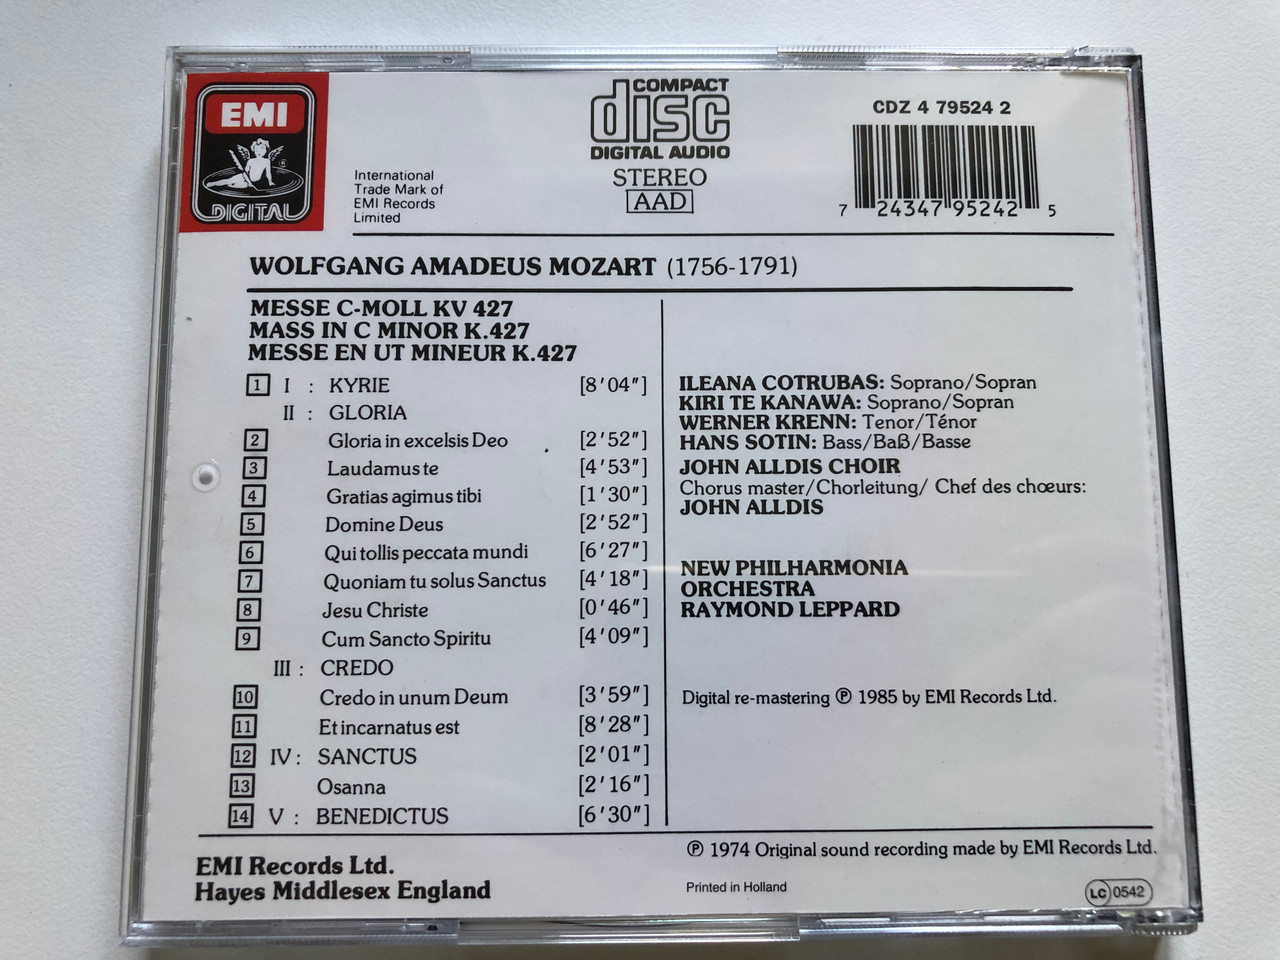 EMI
DIGITAL
International
Trade Mark of
EMI Records
Limited
COMPACT
disc
DIGITAL AUDIO
STEREO
AAD
CDZ 4 79524 2
7 24347 95242 5
WOLFGANG AMADEUS MOZART (1756-1791)
MESSE C-MOLL KV 427
MASS IN C MINOR K.427
MESSE EN UT MINEUR K.427
1 I : KYRIE [8'04"]
II : GLORIA
2 Gloria in excelsis Deo [2'52"]
3 Laudamus te [4'53"]
4 Gratias agimus tibi [1'30"]
5 Domine Deus [2'52"]
6 Qui tollis peccata mundi [6'27"]
7 Quoniam tu solus Sanctus [4'18"]
8 Jesu Christe [0'46"]
9 Cum Sancto Spiritu [4'09"]
III : CREDO
10 Credo in unum Deum [3'59"]
11 Et incarnatus est [8'28"]
12 IV : SANCTUS [2'01"]
13 Osanna [2'16"]
14 V : BENEDICTUS [6'30"]
ILEANA COTRUBAS: Soprano/Sopran
KIRI TE KANAWA: Soprano/Sopran
WERNER KRENN: Tenor/Ténor
HANS SOTIN: Bass/Baß/Basse
JOHN ALLDIS CHOIR
Chorus master/Chorleitung/ Chef des chœurs:
JOHN ALLDIS
NEW PHILHARMONIA
ORCHESTRA
RAYMOND LEPPARD
Digital re-mastering ℗ 1985 by EMI Records Ltd.
EMI Records Ltd.
Hayes Middlesex England
℗ 1974 Original sound recording made by EMI Records Ltd.
Printed in Holland
LC 0542